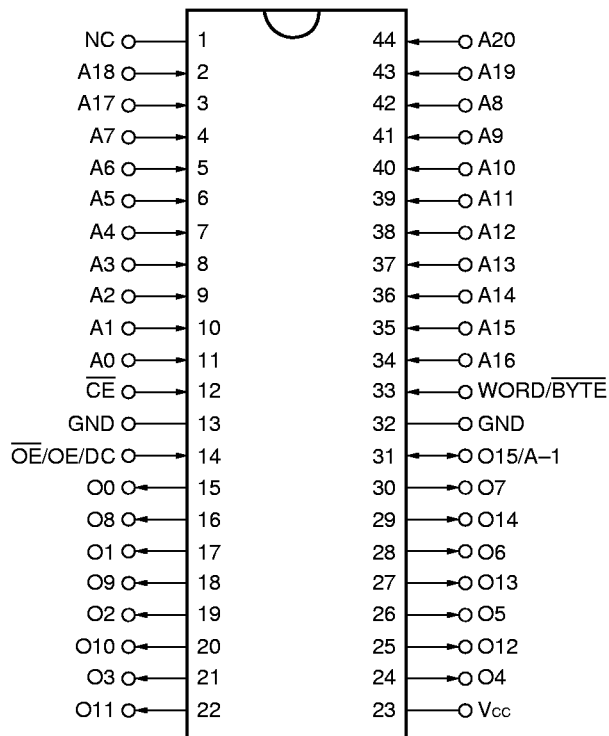 NC 1 44 A20
A18 2 43 A19
A17 3 42 A8
A7 4 41 A9
A6 5 40 A10
A5 6 39 A11
A4 7 38 A12
A3 8 37 A13
A2 9 36 A14
A1 10 35 A15
A0 11 34 A16
C̅E̅ 12 33 WORD/B̅Y̅T̅E̅
GND 13 32 GND
O̅E̅/OE/DC 14 31 O15/A–1
O0 15 30 O7
O8 16 29 O14
O1 17 28 O6
O9 18 27 O13
O2 19 26 O5
O10 20 25 O12
O3 21 24 O4
O11 22 23 Vcc